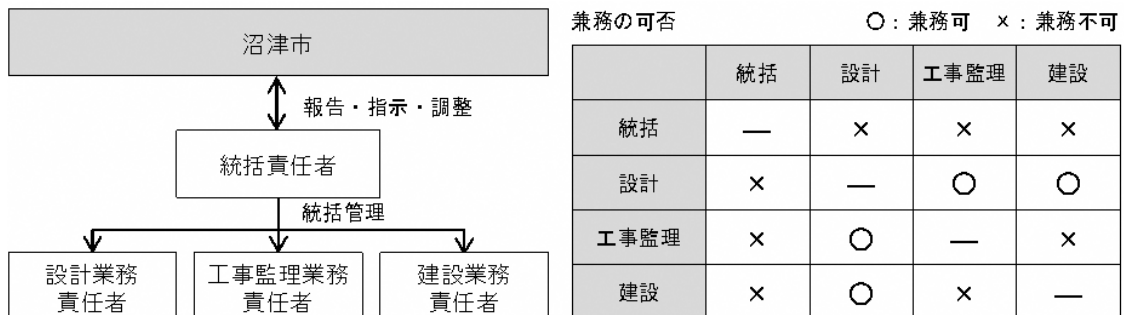 沼津市
報告・指示・調整
統括責任者
統括管理
設計業務
責任者
工事監理業務
責任者
建設業務
責任者
兼務の可否 ○：兼務可 ×：兼務不可
統括 設計 工事監理 建設
統括 ― × × ×
設計 × ― ○ ○
工事監理 × ○ ― ×
建設 × ○ × ―